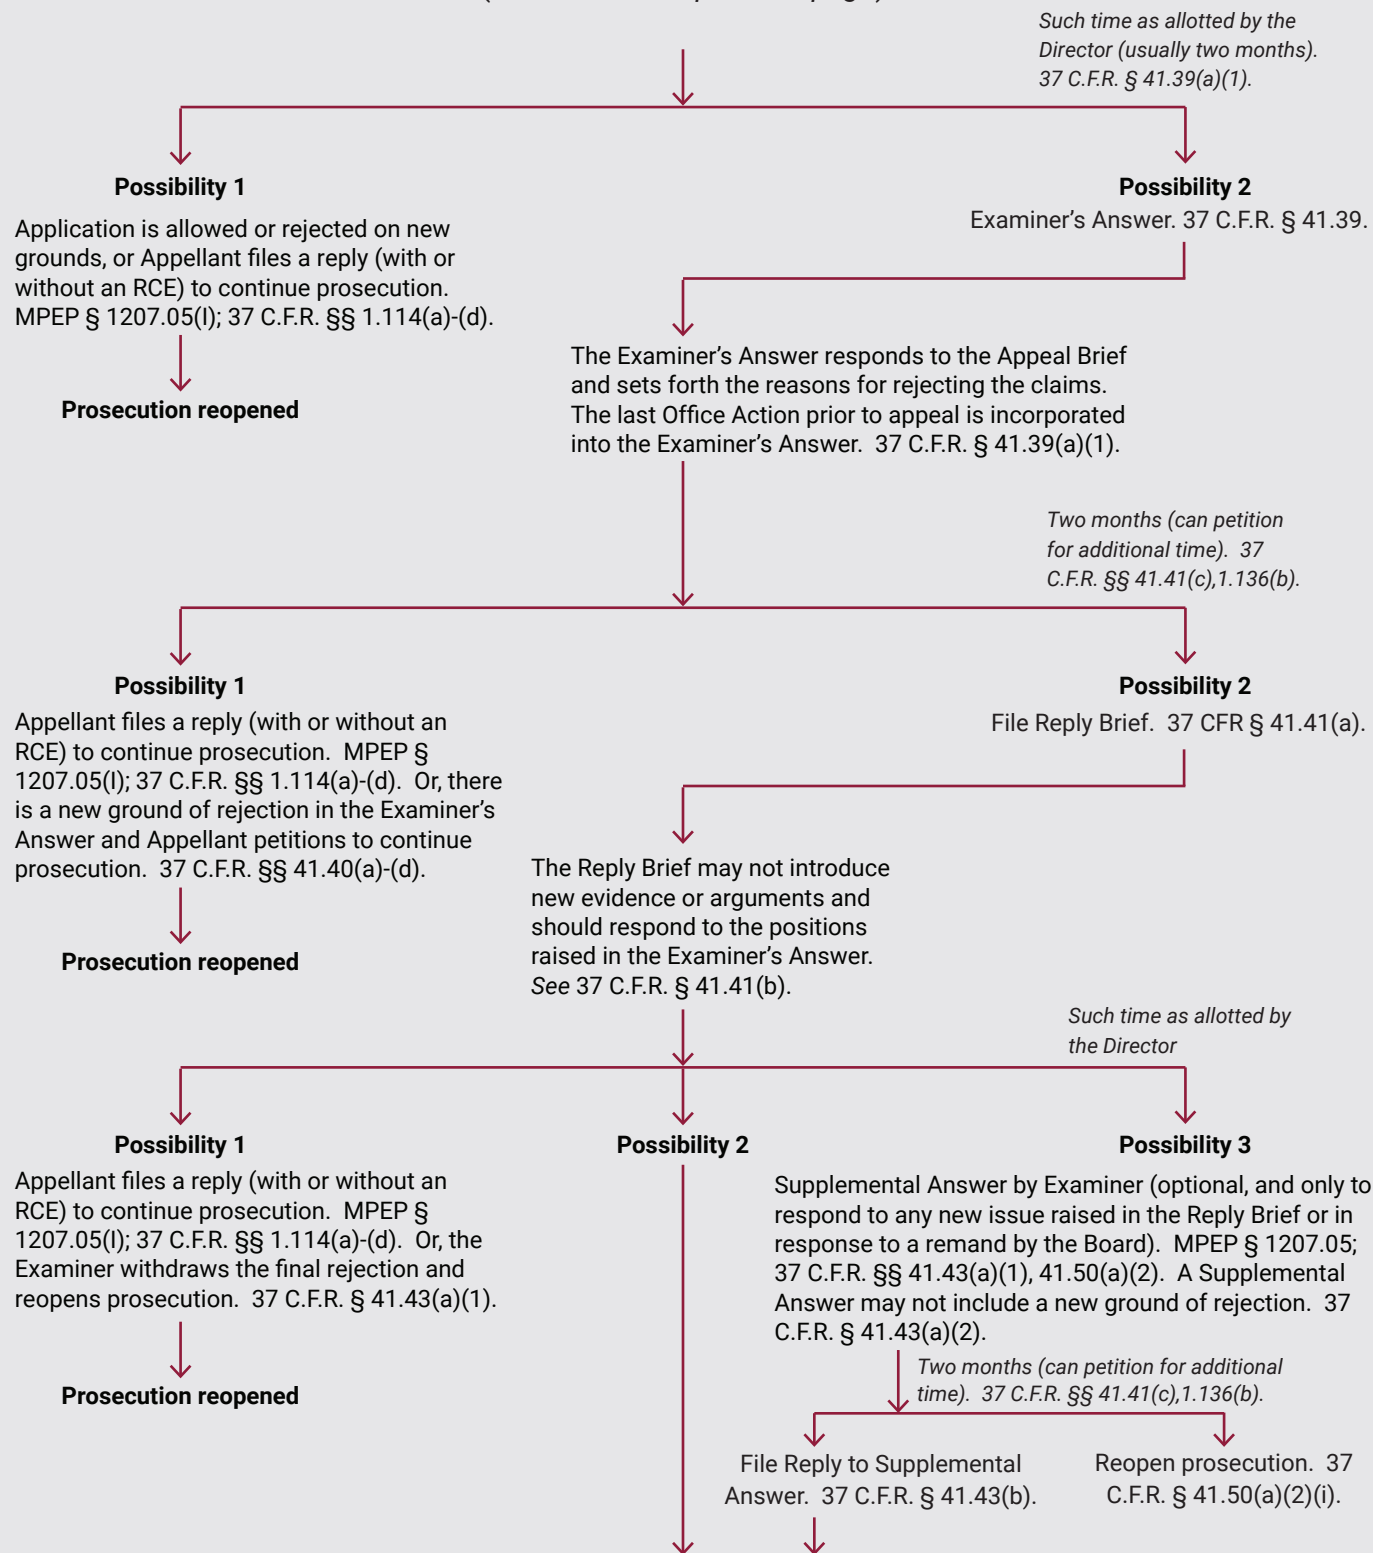 Such time as allotted by the
Director (usually two months).
37 C.F.R. § 41.39(a)(1).
Possibility 1
Application is allowed or rejected on new
grounds, or Appellant files a reply (with or
without an RCE) to continue prosecution.
MPEP § 1207.05(I); 37 C.F.R. §§ 1.114(a)-(d).
Prosecution reopened
Possibility 2
Examiner’s Answer. 37 C.F.R. § 41.39.
The Examiner’s Answer responds to the Appeal Brief
and sets forth the reasons for rejecting the claims.
The last Office Action prior to appeal is incorporated
into the Examiner’s Answer.  37 C.F.R. § 41.39(a)(1).
Two months (can petition
for additional time).  37
C.F.R. §§ 41.41(c),1.136(b).
Possibility 1
Appellant files a reply (with or without an
RCE) to continue prosecution.  MPEP §
1207.05(I); 37 C.F.R. §§ 1.114(a)-(d).  Or, there
is a new ground of rejection in the Examiner’s
Answer and Appellant petitions to continue
prosecution.  37 C.F.R. §§ 41.40(a)-(d).
Prosecution reopened
Possibility 2
File Reply Brief.  37 CFR § 41.41(a).
The Reply Brief may not introduce
new evidence or arguments and
should respond to the positions
raised in the Examiner’s Answer.
See 37 C.F.R. § 41.41(b).
Such time as allotted by
the Director
Possibility 1
Appellant files a reply (with or without an
RCE) to continue prosecution.  MPEP §
1207.05(I); 37 C.F.R. §§ 1.114(a)-(d).  Or, the
Examiner withdraws the final rejection and
reopens prosecution.  37 C.F.R. § 41.43(a)(1).
Prosecution reopened
Possibility 2
Possibility 3
Supplemental Answer by Examiner (optional, and only to
respond to any new issue raised in the Reply Brief or in
response to a remand by the Board).  MPEP § 1207.05;
37 C.F.R. §§ 41.43(a)(1), 41.50(a)(2).  A Supplemental
Answer may not include a new ground of rejection.  37
C.F.R. § 41.43(a)(2).
Two months (can petition for additional
time).  37 C.F.R. §§ 41.41(c),1.136(b).
File Reply to Supplemental
Answer.  37 C.F.R. § 41.43(b).
Reopen prosecution.  37
C.F.R. § 41.50(a)(2)(i).